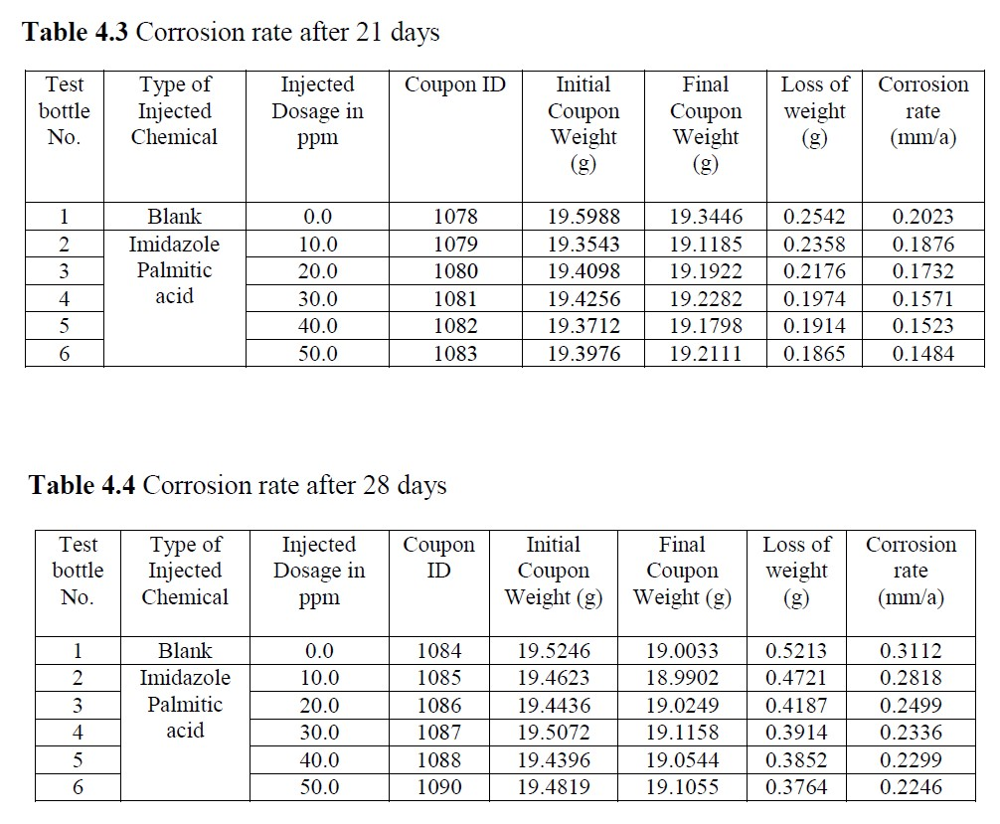 Table 4.3 Corrosion rate after 21 days
Test bottle No. Type of Injected Chemical Injected Dosage in ppm Coupon ID Initial Coupon Weight (g) Final Coupon Weight (g) Loss of weight (g) Corrosion rate (mm/a)
1 Blank 0.0 1078 19.5988 19.3446 0.2542 0.2023
2 Imidazole 10.0 1079 19.3543 19.1185 0.2358 0.1876
3 Palmitic 20.0 1080 19.4098 19.1922 0.2176 0.1732
4 acid 30.0 1081 19.4256 19.2282 0.1974 0.1571
5 40.0 1082 19.3712 19.1798 0.1914 0.1523
6 50.0 1083 19.3976 19.2111 0.1865 0.1484
Table 4.4 Corrosion rate after 28 days
Test bottle No. Type of Injected Chemical Injected Dosage in ppm Coupon ID Initial Coupon Weight (g) Final Coupon Weight (g) Loss of weight (g) Corrosion rate (mm/a)
1 Blank 0.0 1084 19.5246 19.0033 0.5213 0.3112
2 Imidazole 10.0 1085 19.4623 18.9902 0.4721 0.2818
3 Palmitic 20.0 1086 19.4436 19.0249 0.4187 0.2499
4 acid 30.0 1087 19.5072 19.1158 0.3914 0.2336
5 40.0 1088 19.4396 19.0544 0.3852 0.2299
6 50.0 1090 19.4819 19.1055 0.3764 0.2246